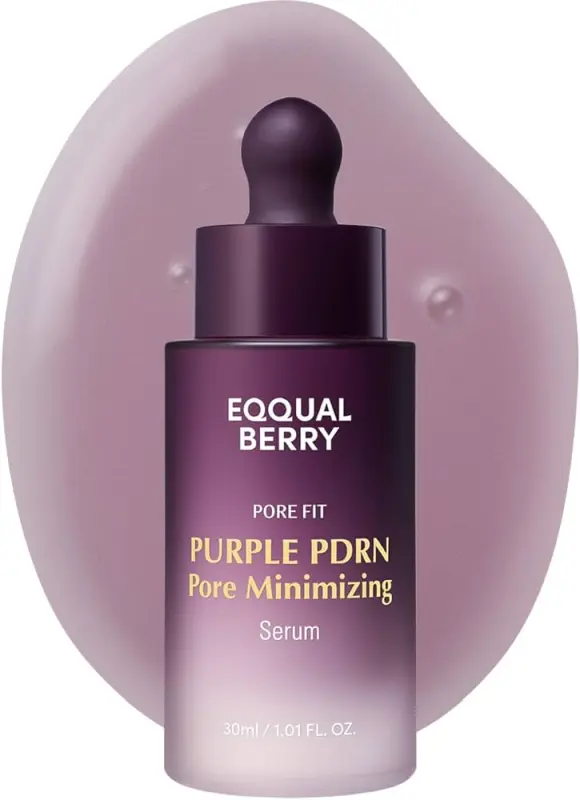 EQQUAL
BERRY
PORE FIT
PURPLE PDRN
Pore Minimizing
Serum
30ml / 1.01 FL. OZ.